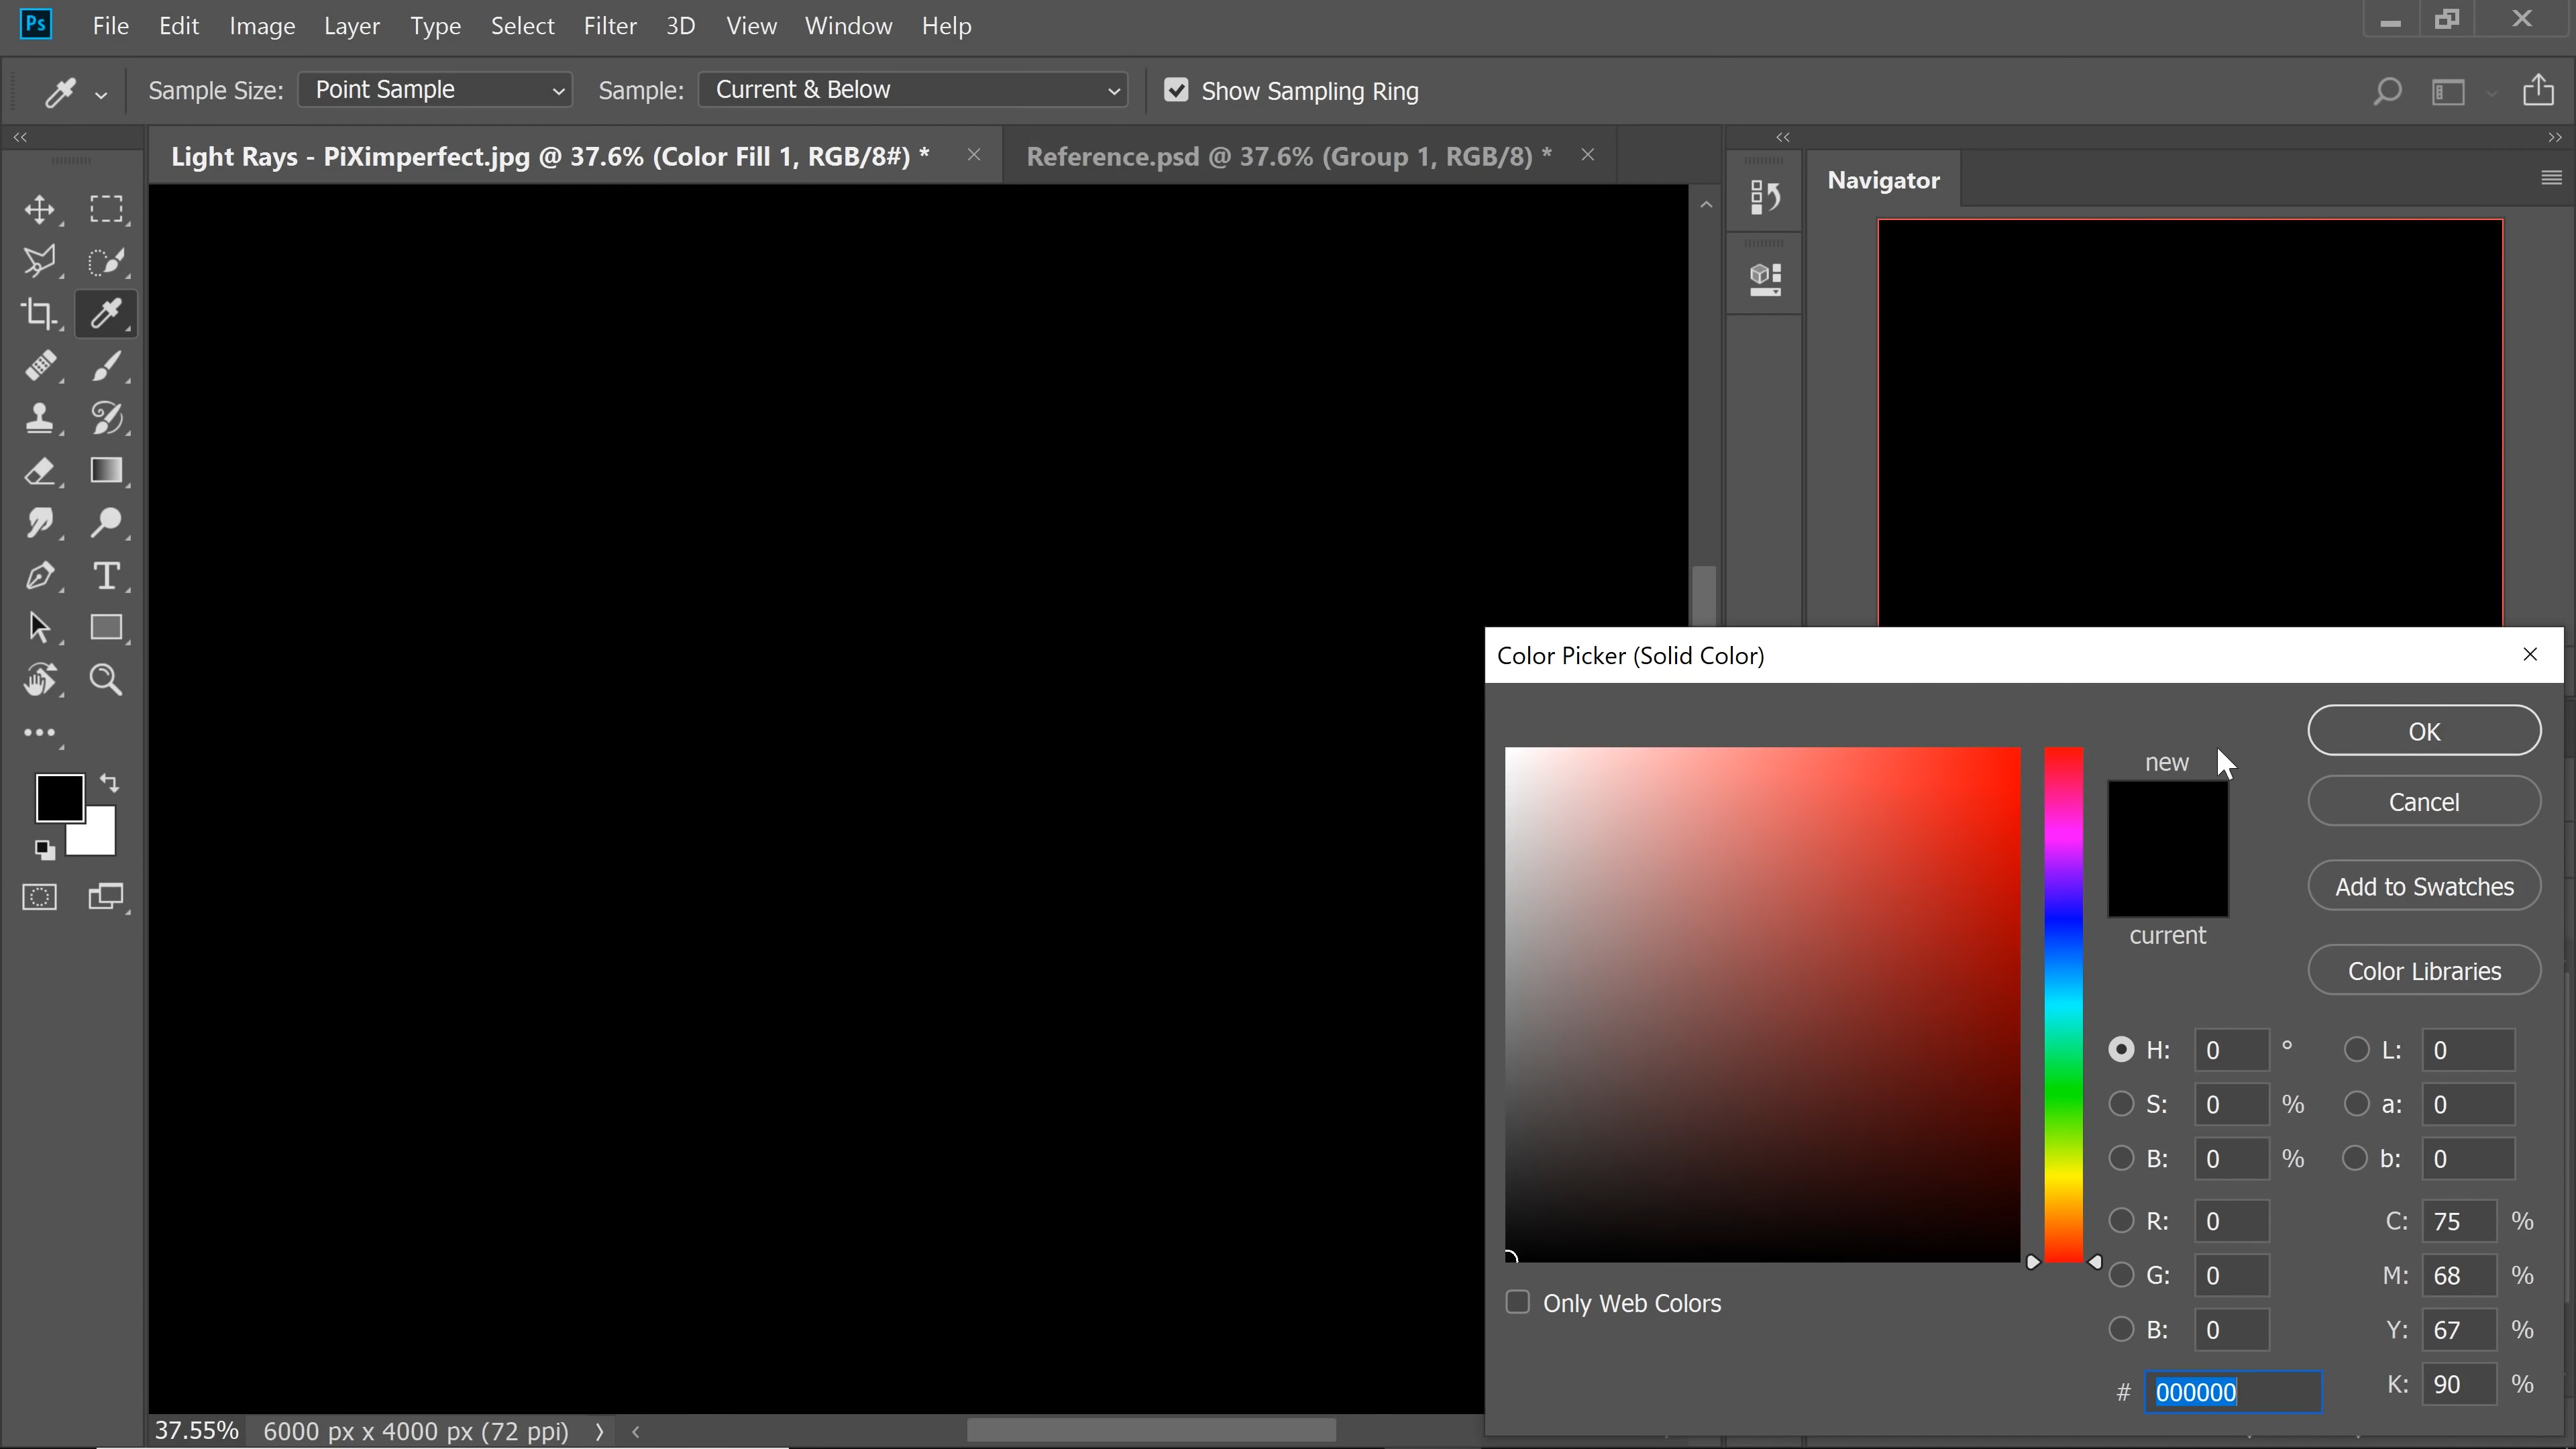 Ps File Edit Image Layer Type Select Filter 3D View Window Help
Sample Size: Point Sample Sample: Current & Below Show Sampling Ring
Light Rays - PiXimperfect.jpg @ 37.6% (Color Fill 1, RGB/8#) * Reference.psd @ 37.6% (Group 1, RGB/8) *
Navigator
T
Color Picker (Solid Color)
OK
new
Cancel
Add to Swatches
current
Color Libraries
H: 0 ° L: 0
S: 0 % a: 0
B: 0 % b: 0
R: 0 C: 75 %
G: 0 M: 68 %
Only Web Colors
B: 0 Y: 67 %
# 000000 K: 90 %
37.55% 6000 px x 4000 px (72 ppi)